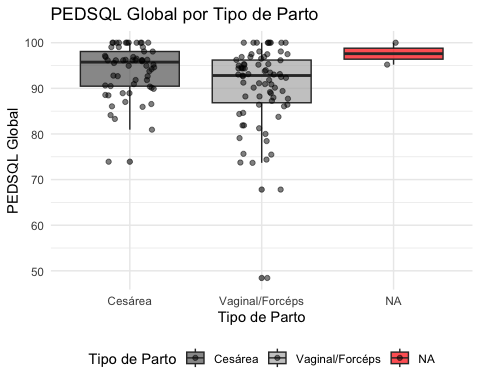 PEDSQL Global por Tipo de Parto
PEDSQL Global
100
90
80
70
60
50
Cesárea
Vaginal/Forcéps
NA
Tipo de Parto
Tipo de Parto Cesárea Vaginal/Forcéps NA